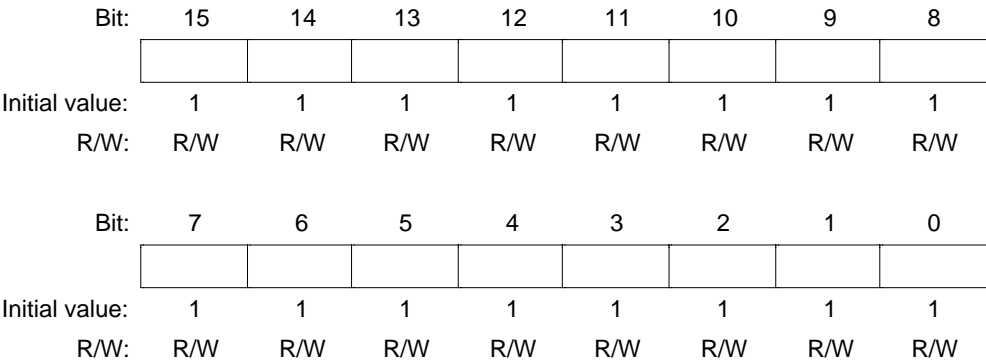 Bit: 15 14 13 12 11 10 9 8
Initial value: 1 1 1 1 1 1 1 1
R/W: R/W R/W R/W R/W R/W R/W R/W R/W
Bit: 7 6 5 4 3 2 1 0
Initial value: 1 1 1 1 1 1 1 1
R/W: R/W R/W R/W R/W R/W R/W R/W R/W